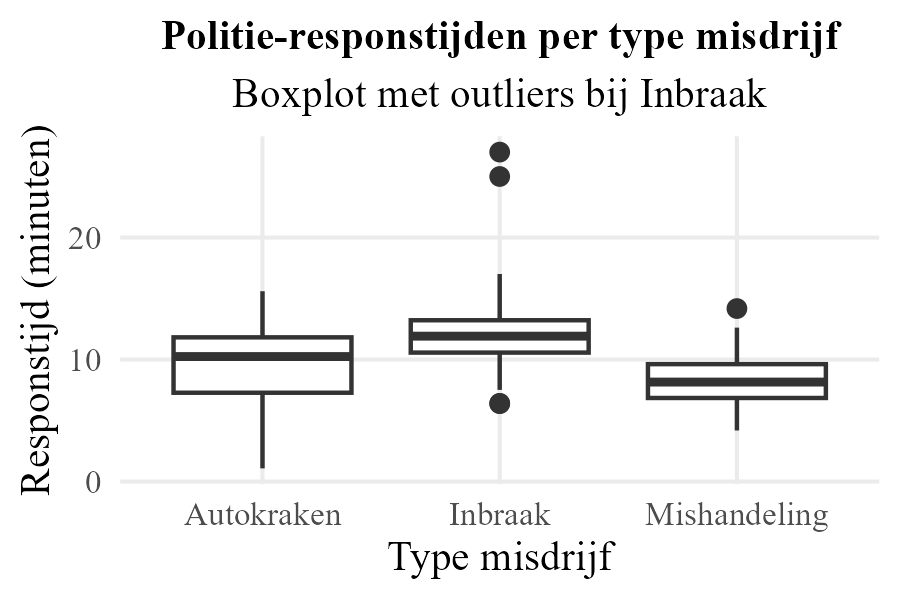 Politie-responstijden per type misdrijf
Boxplot met outliers bij Inbraak
Responstijd (minuten)
20
10
0
Autokraken Inbraak Mishandeling
Type misdrijf